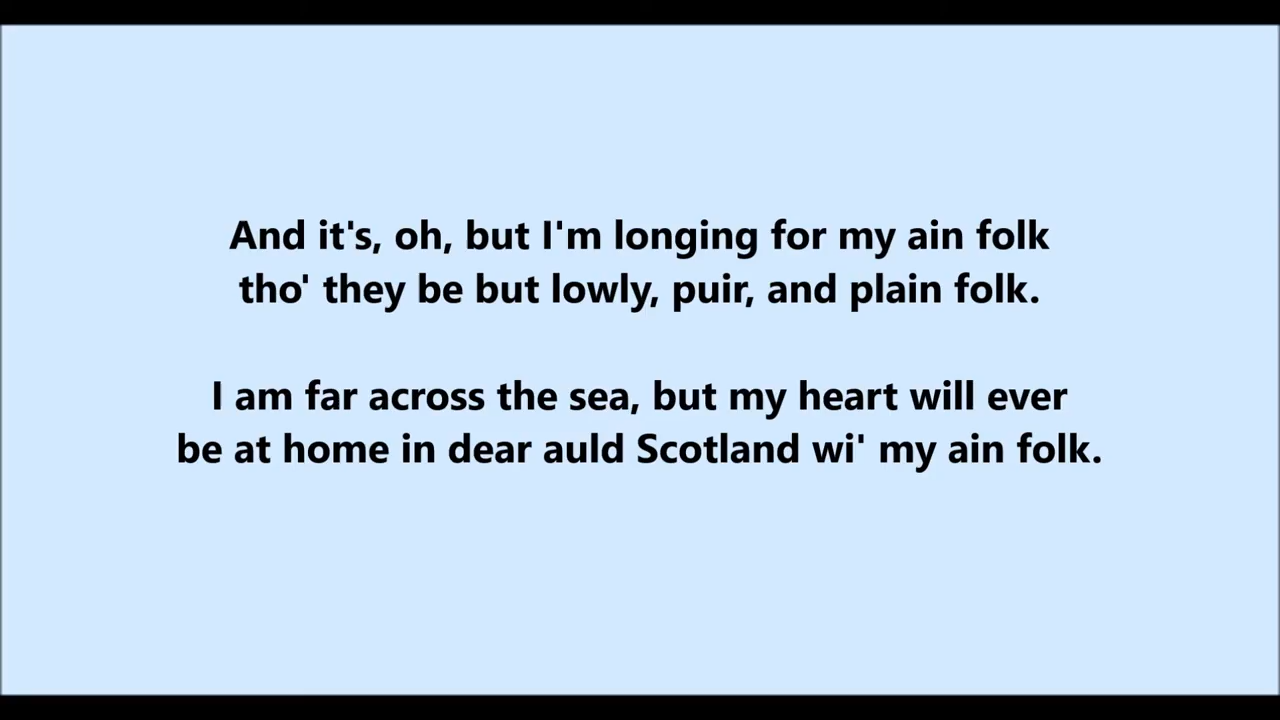 And it's, oh, but I'm longing for my ain folk
tho' they be but lowly, puir, and plain folk.
I am far across the sea, but my heart will ever
be at home in dear auld Scotland wi' my ain folk.